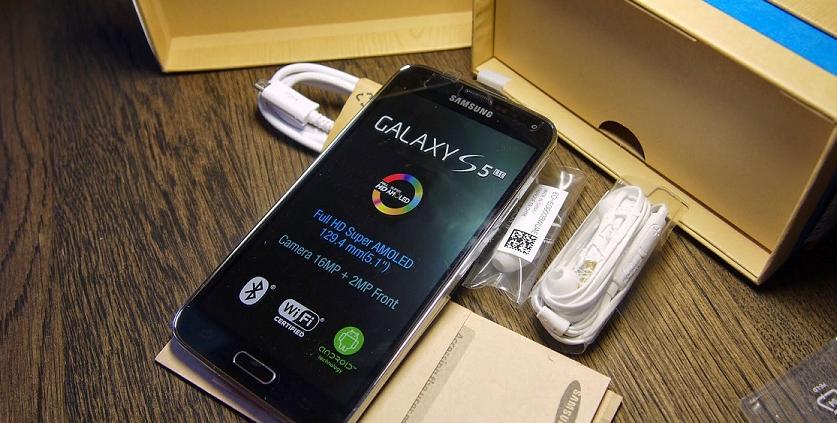 SAMSUNG
GALAXY S5
Full HD Super AMOLED
129.4 mm(5.1")
Camera 16MP + 2MP Front
Wi Fi
CERTIFIED
ANDROID
technology
SAMSUNG